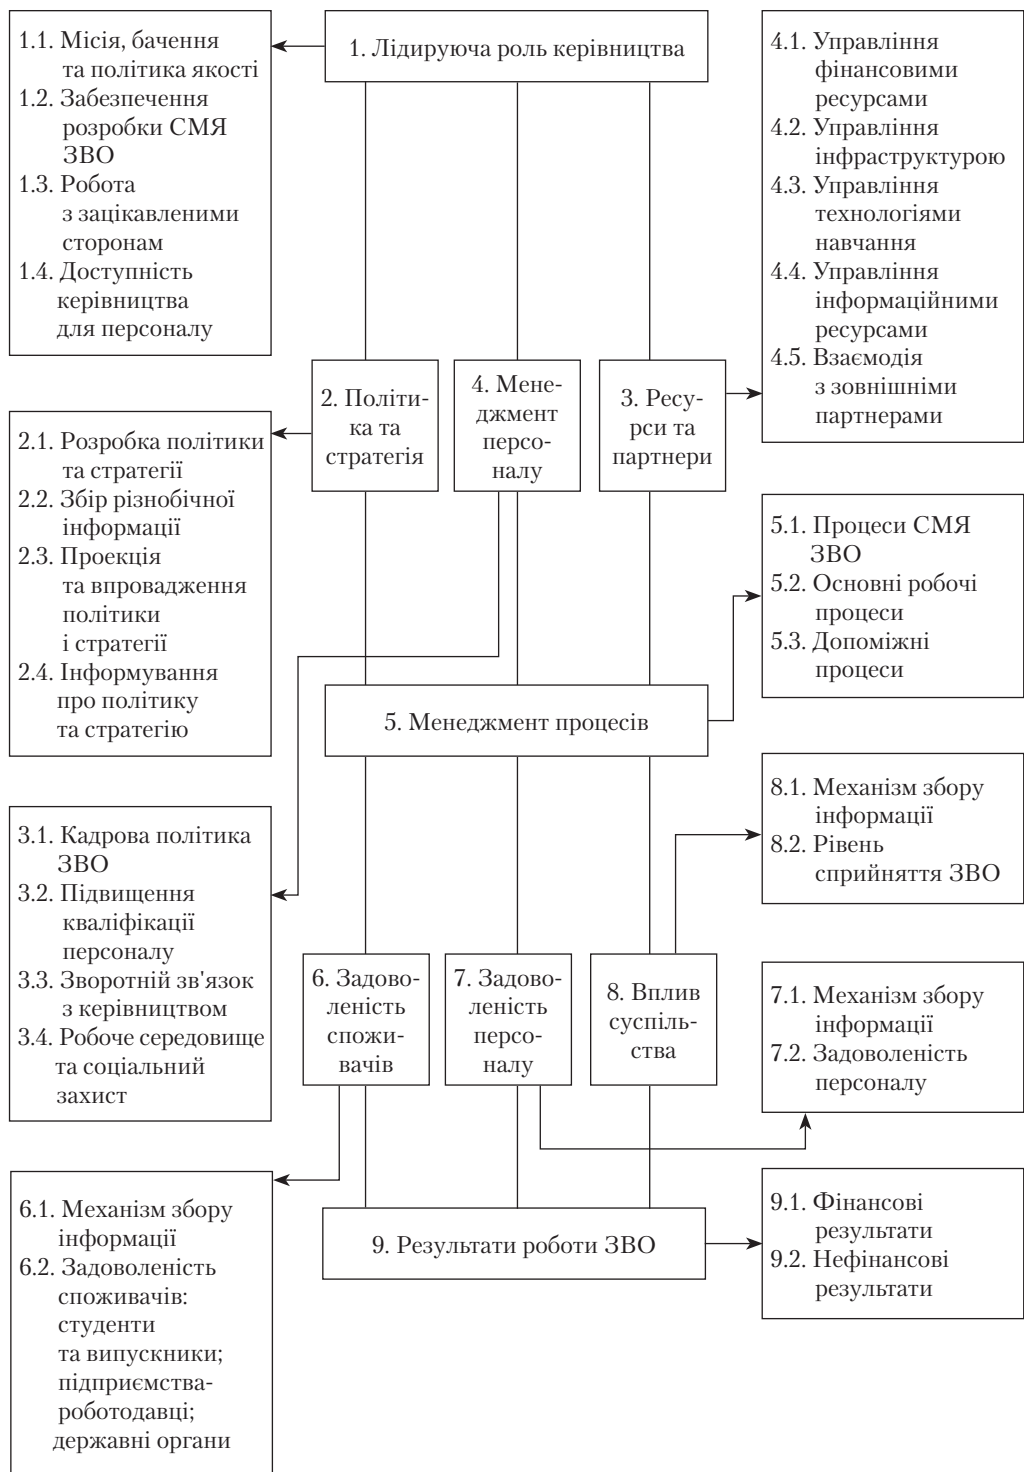 1. Лідируюча роль керівництва
1.1. Місія, бачення
та політика якості
1.2. Забезпечення
розробки СМЯ
ЗВО
1.3. Робота
з зацікавленими
сторонам
1.4. Доступність
керівництва
для персоналу
4.1. Управління
фінансовими
ресурсами
4.2. Управління
інфраструктурою
4.3. Управління
технологіями
навчання
4.4. Управління
інформаційними
ресурсами
4.5. Взаємодія
з зовнішніми
партнерами
2. Політи-
ка та
стратегія
4. Мене-
джмент
персо-
налу
3. Ресу-
рси та
партнери
2.1. Розробка політики
та стратегії
2.2. Збір різнобічної
інформації
2.3. Проекція
та впровадження
політики
і стратегії
2.4. Інформування
про політику
та стратегію
5.1. Процеси СМЯ
ЗВО
5.2. Основні робочі
процеси
5.3. Допоміжні
процеси
5. Менеджмент процесів
3.1. Кадрова політика
ЗВО
3.2. Підвищення
кваліфікації
персоналу
3.3. Зворотній зв'язок
з керівництвом
3.4. Робоче середовище
та соціальний
захист
8.1. Механізм збору
інформації
8.2. Рівень
сприйняття ЗВО
6. Задово-
леність
спожи-
вачів
7. Задово-
леність
персо-
налу
8. Вплив
суспіль-
ства
7.1. Механізм збору
інформації
7.2. Задоволеність
персоналу
6.1. Механізм збору
інформації
6.2. Задоволеність
споживачів:
студенти
та випускники;
підприємства-
роботодавці;
державні органи
9. Результати роботи ЗВО
9.1. Фінансові
результати
9.2. Нефінансові
результати